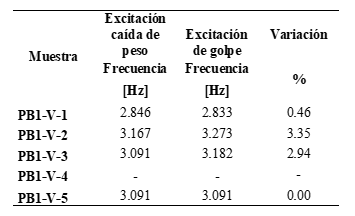 Muestra Excitación caída de peso Frecuencia [Hz] Excitación de golpe Frecuencia [Hz] Variación %
PB1-V-1 2.846 2.833 0.46
PB1-V-2 3.167 3.273 3.35
PB1-V-3 3.091 3.182 2.94
PB1-V-4 - - -
PB1-V-5 3.091 3.091 0.00